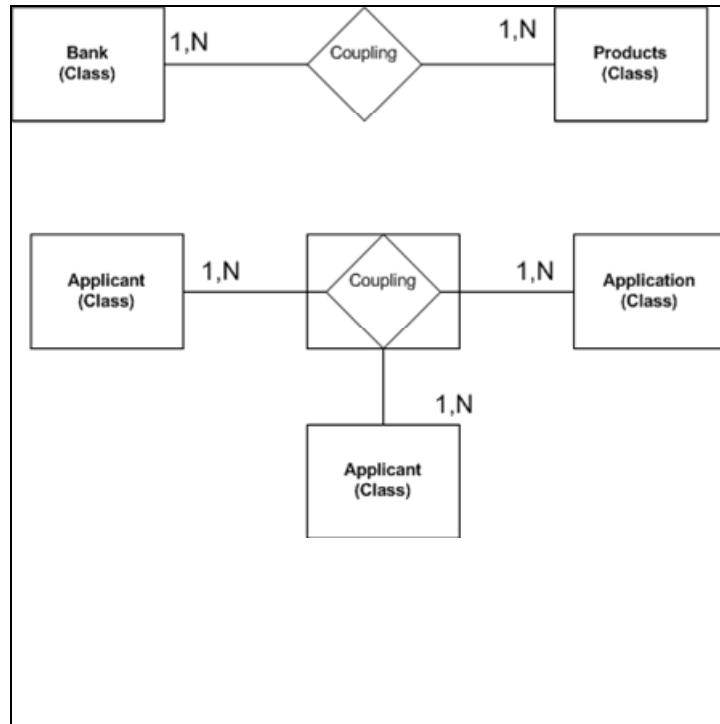 Bank
(Class)
1,N
Coupling
1,N
Products
(Class)
Applicant
(Class)
1,N
Coupling
1,N
Application
(Class)
1,N
Applicant
(Class)